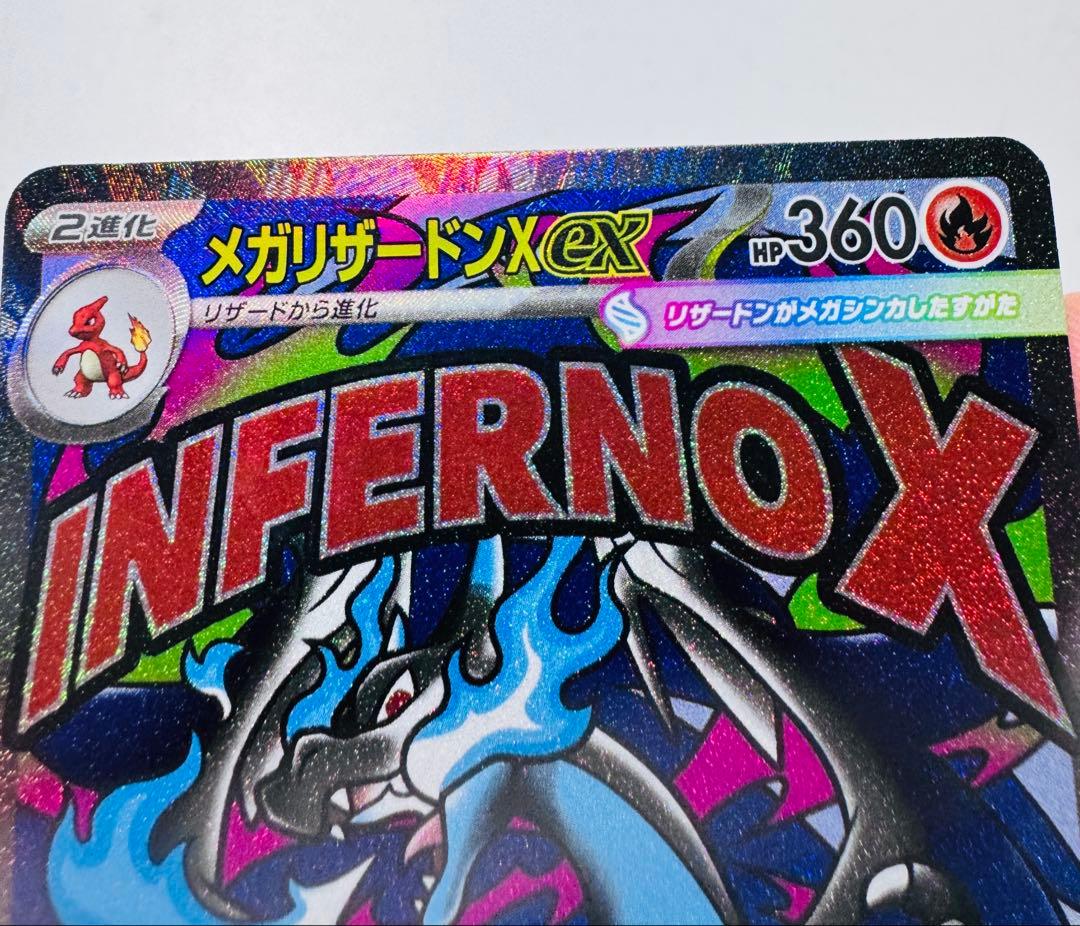 2進化
メガリザードンXex
HP360
リザードから進化
リザードンがメガシンカしたすがた
INFERNO X